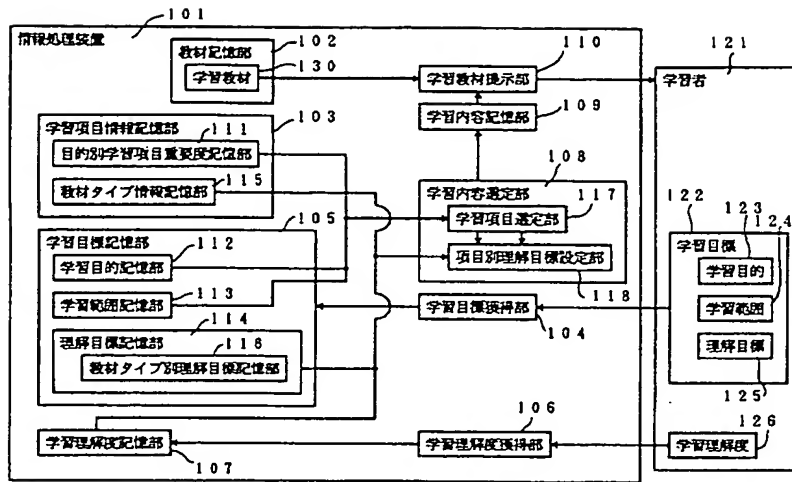 １０１
情報処理装置
１０２
教材記憶部
学習教材
１３０
１１０
学習教材提示部
１０９
学習内容記憶部
１２１
学習者
１０３
学習項目情報記憶部
１１１
目的別学習項目重要度記憶部
１１５
教材タイプ情報記憶部
１０８
学習内容選定部
１１７
学習項目選定部
項目別理解目標設定部
１１８
１０５
学習目標記憶部
１１２
学習目的記憶部
１１３
学習範囲記憶部
１１４
理解目標記憶部
１１６
教材タイプ別理解目標記憶部
学習目標獲得部
１０４
１２２
学習目標
１２３
学習目的
１２４
学習範囲
理解目標
１２５
学習理解度記憶部
１０７
１０６
学習理解度獲得部
１２６
学習理解度